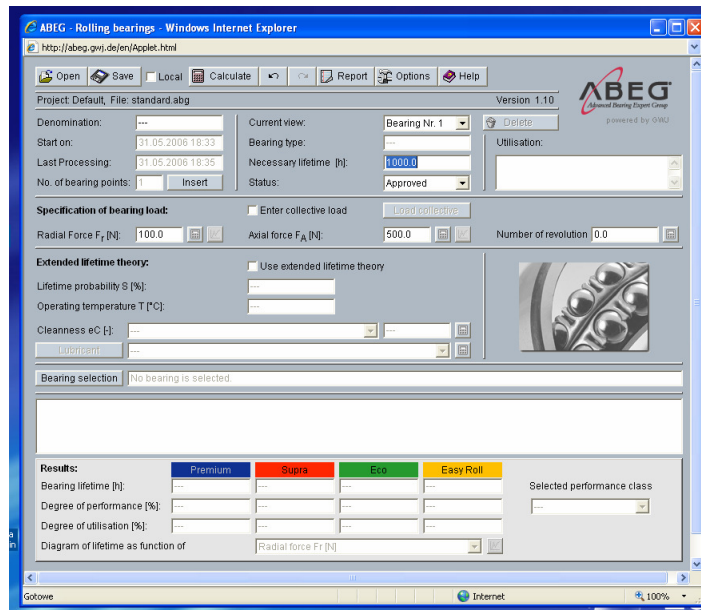 ABEG - Rolling bearings - Windows Internet Explorer
http://abeg.gwj.de/en/Applet.html
Open Save Local Calculate Report Options Help
ABEG
Advanced Bearing Expert Group
powered by GWJ
Project: Default, File: standard.abg Version 1.10
Denomination: --- Current view: Bearing Nr. 1 Delete
Start on: 31.05.2006 18:33 Bearing type: --- Utilisation:
Last Processing: 31.05.2006 18:35 Necessary lifetime [h]: 1000.0
No. of bearing points: 1 Insert Status: Approved
Specification of bearing load: Enter collective load Load collective
Radial Force Fr [N]: 100.0 Axial force FA [N]: 500.0 Number of revolution 0.0
Extended lifetime theory: Use extended lifetime theory
Lifetime probability S [%]: ---
Operating temperature T [°C]: ---
Cleanness eC [-]: --- ---
Lubricant ---
Bearing selection No bearing is selected.
Results: Premium Supra Eco Easy Roll
Bearing lifetime [h]: --- --- --- --- Selected performance class
Degree of performance [%]: --- --- --- --- ---
Degree of utilisation [%]: --- --- --- ---
Diagram of lifetime as function of Radial force Fr [N]
Gotowe Internet 100%